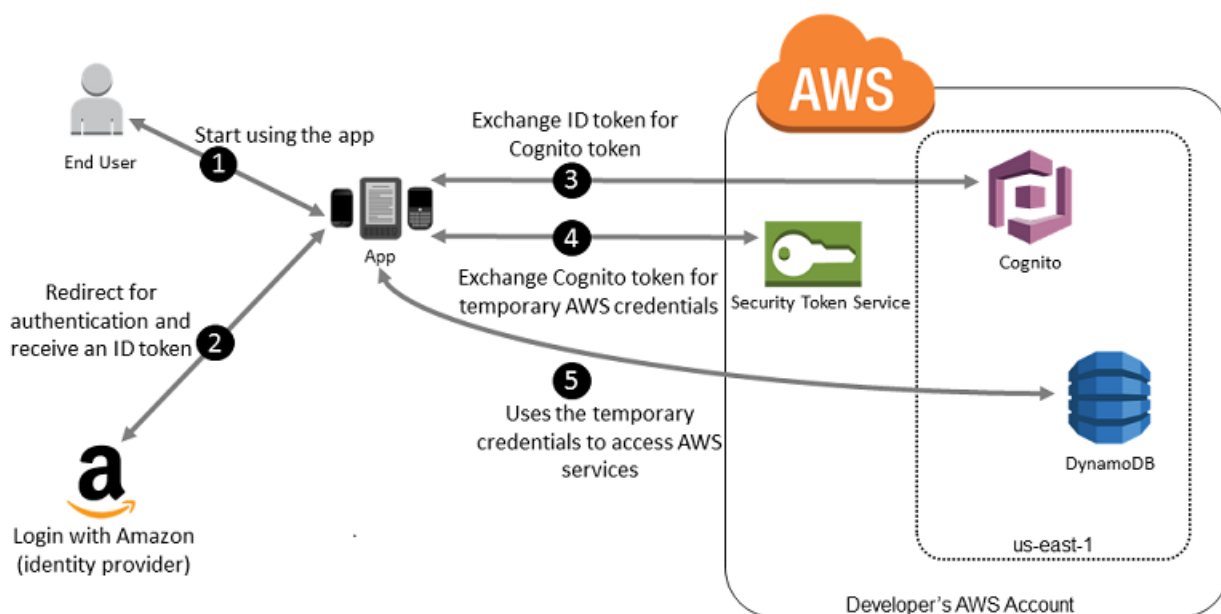 AWS
End User
Start using the app
1
Exchange ID token for
Cognito token
3
App
4
Exchange Cognito token for
temporary AWS credentials
Security Token Service
Cognito
Redirect for
authentication and
receive an ID token
2
5
Uses the temporary
credentials to access AWS
services
DynamoDB
a
Login with Amazon
(identity provider)
us-east-1
Developer's AWS Account